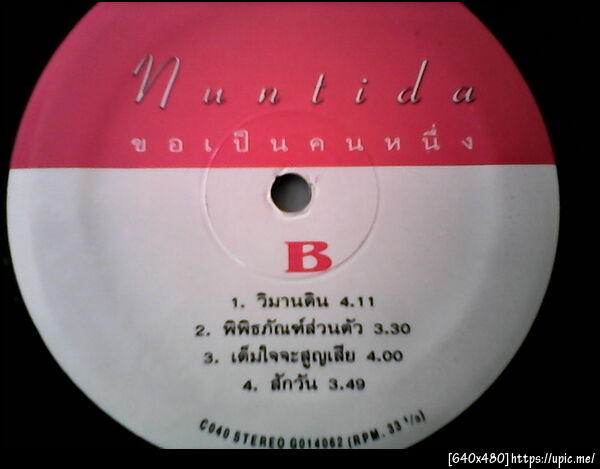 Nuntida
ขอเป็นคนหนึ่ง
B
1. วิมานดิน 4.11
2. พิพิธภัณฑ์ส่วนตัว 3.30
3. เต็มใจจะสูญเสีย 4.00
4. สักวัน 3.49
C040 STEREO G014062 (RPM. 33 1/3)
[640x480]https://upic.me/